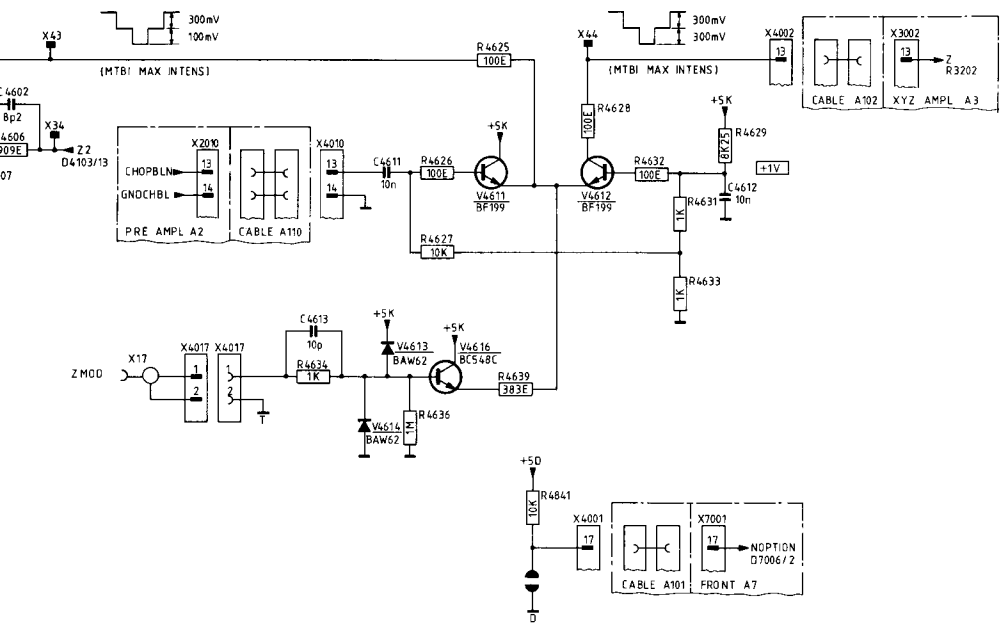 300mV
100mV
X43
(MTBI MAX INTENS)
R4625
100E
300mV
300mV
X44
(MTBI MAX INTENS)
X4002
13
X3002
13
Z
R3202
CABLE A102
XYZ AMPL A3
C4602
8p2
X34
4606
909E
Z2
D4103/13
07
X2010
13
14
CHOPBLN
GNDCHBL
PRE AMPL A2
CABLE A110
X4010
13
14
C4611
10n
R4626
100E
+5K
V4611
BF199
R4628
100E
V4612
BF199
R4632
100E
+5K
R4629
8K25
+1V
C4612
10n
R4631
1K
R4627
10K
R4633
1K
C4613
10p
R4634
1K
+5K
V4613
BAW62
+5K
V4616
BC548C
R4639
383E
ZMOD
X17
X4017
1
2
X4017
1
2
T
V4614
BAW62
R4636
1M
+5D
R4841
10K
X4001
17
X7001
17
NOPTION
D7006/2
CABLE A101
FRONT A7
D